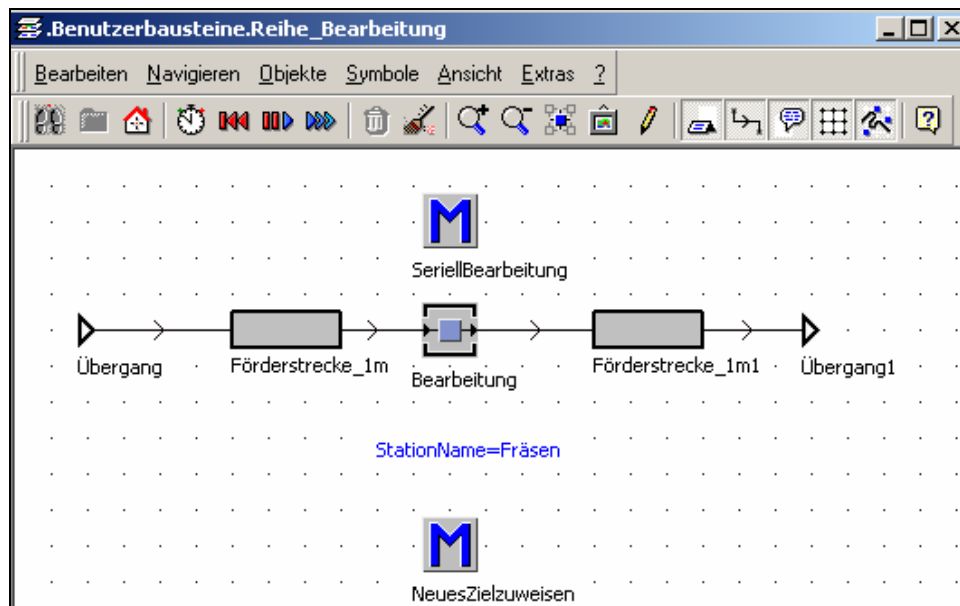 .Benutzerbausteine.Reihe_Bearbeitung
Bearbeiten Navigieren Objekte Symbole Ansicht Extras ?
M
SeriellBearbeitung
Übergang Förderstrecke_1m Bearbeitung Förderstrecke_1m1 Übergang1
StationName=Fräsen
M
NeuesZielzuweisen